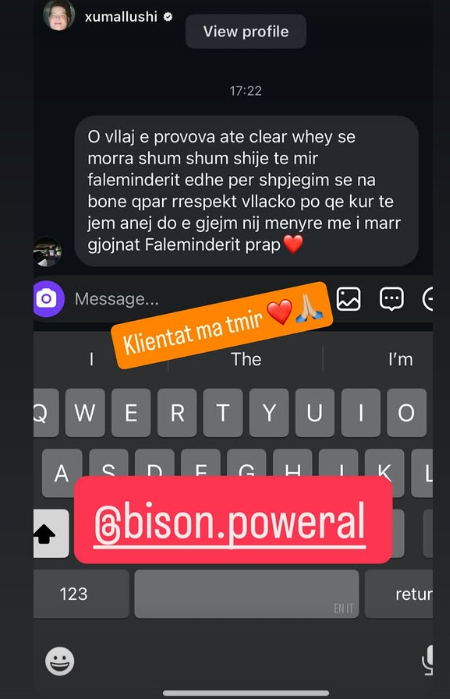 xumallushi
View profile
17:22
O vllaj e provova ate clear whey se
morra shum shum shije te mir
faleminderit edhe per shpjegim se na
bone qpar rrespekt vllacko po qe kur te
jem anej do e gjejm nij menyre me i marr
gjojnat Faleminderit prap❤️
Message...
Klientat ma tmir ❤️🙏🏼
I The I'm
Q W E R T Y U I O
A S D F G H J K L
@bison.poweral
123 retur
EN IT